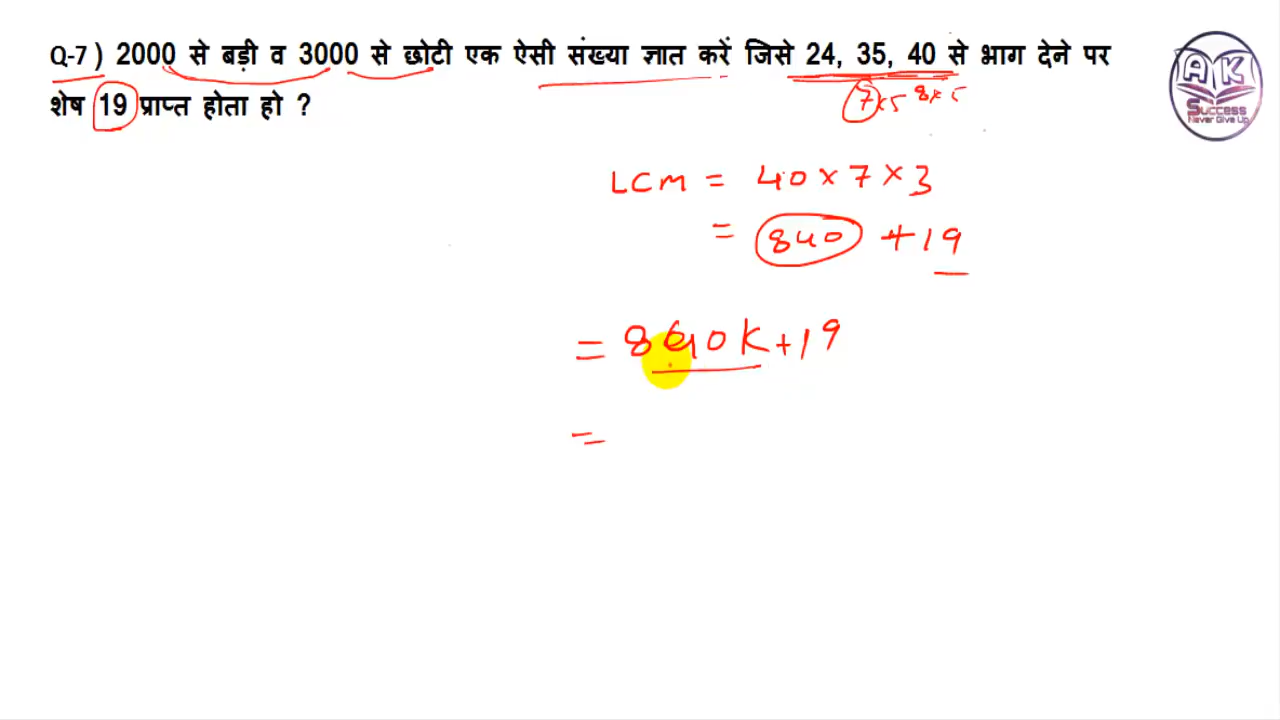 Q-7) 2000 से बड़ी व 3000 से छोटी एक ऐसी संख्या ज्ञात करें जिसे 24, 35, 40 से भाग देने पर
शेष 19 प्राप्त होता हो ?
7×5 8×5
LCM = 40×7×3
= 840 + 19
= 840K+19
=
AK
Success
Never Give Up